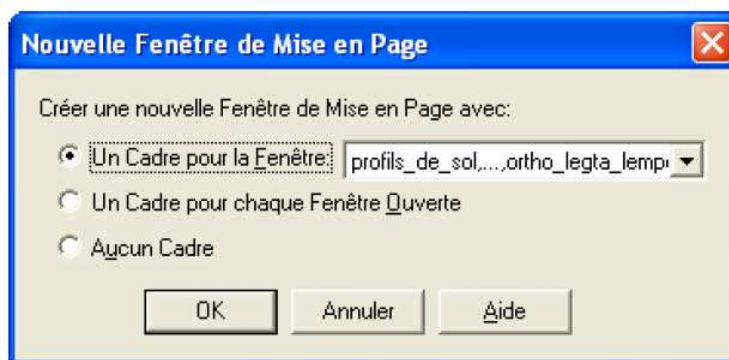 Nouvelle Fenêtre de Mise en Page
Créer une nouvelle Fenêtre de Mise en Page avec:
Un Cadre pour la Fenêtre: profils_de_sol,...,ortho_legta_lemp
Un Cadre pour chaque Fenêtre Ouverte
Aucun Cadre
OK Annuler Aide